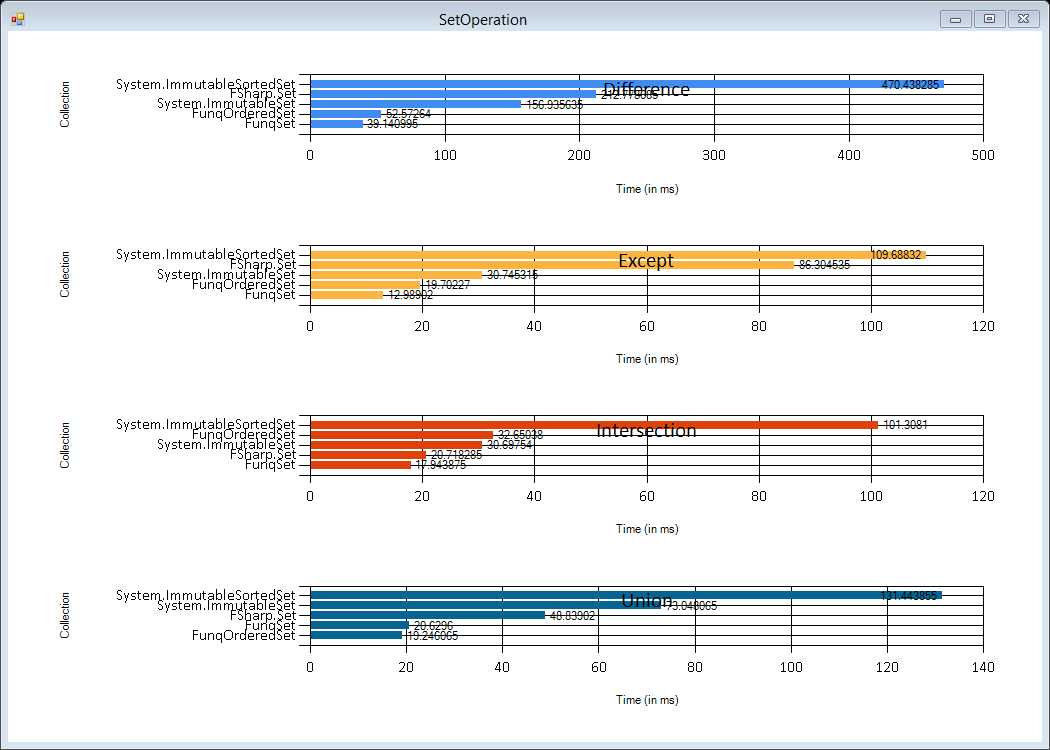 SetOperation
Difference
Collection
System.ImmutableSortedSet 470.438285
FSharp.Set 212.779085
System.ImmutableSet 156.935635
FunqOrderedSet 52.57264
FunqSet 39.140995
0 100 200 300 400 500
Time (in ms)
Except
Collection
System.ImmutableSortedSet 109.68832
FSharp.Set 86.304535
System.ImmutableSet 30.745315
FunqOrderedSet 19.70227
FunqSet 12.98902
0 20 40 60 80 100 120
Time (in ms)
Intersection
Collection
System.ImmutableSortedSet 101.3081
FunqOrderedSet 32.65038
System.ImmutableSet 30.69754
FSharp.Set 20.718285
FunqSet 17.943875
0 20 40 60 80 100 120
Time (in ms)
Union
Collection
System.ImmutableSortedSet 131.443855
System.ImmutableSet 73.048065
FSharp.Set 48.83902
FunqSet 20.6296
FunqOrderedSet 19.246065
0 20 40 60 80 100 120 140
Time (in ms)